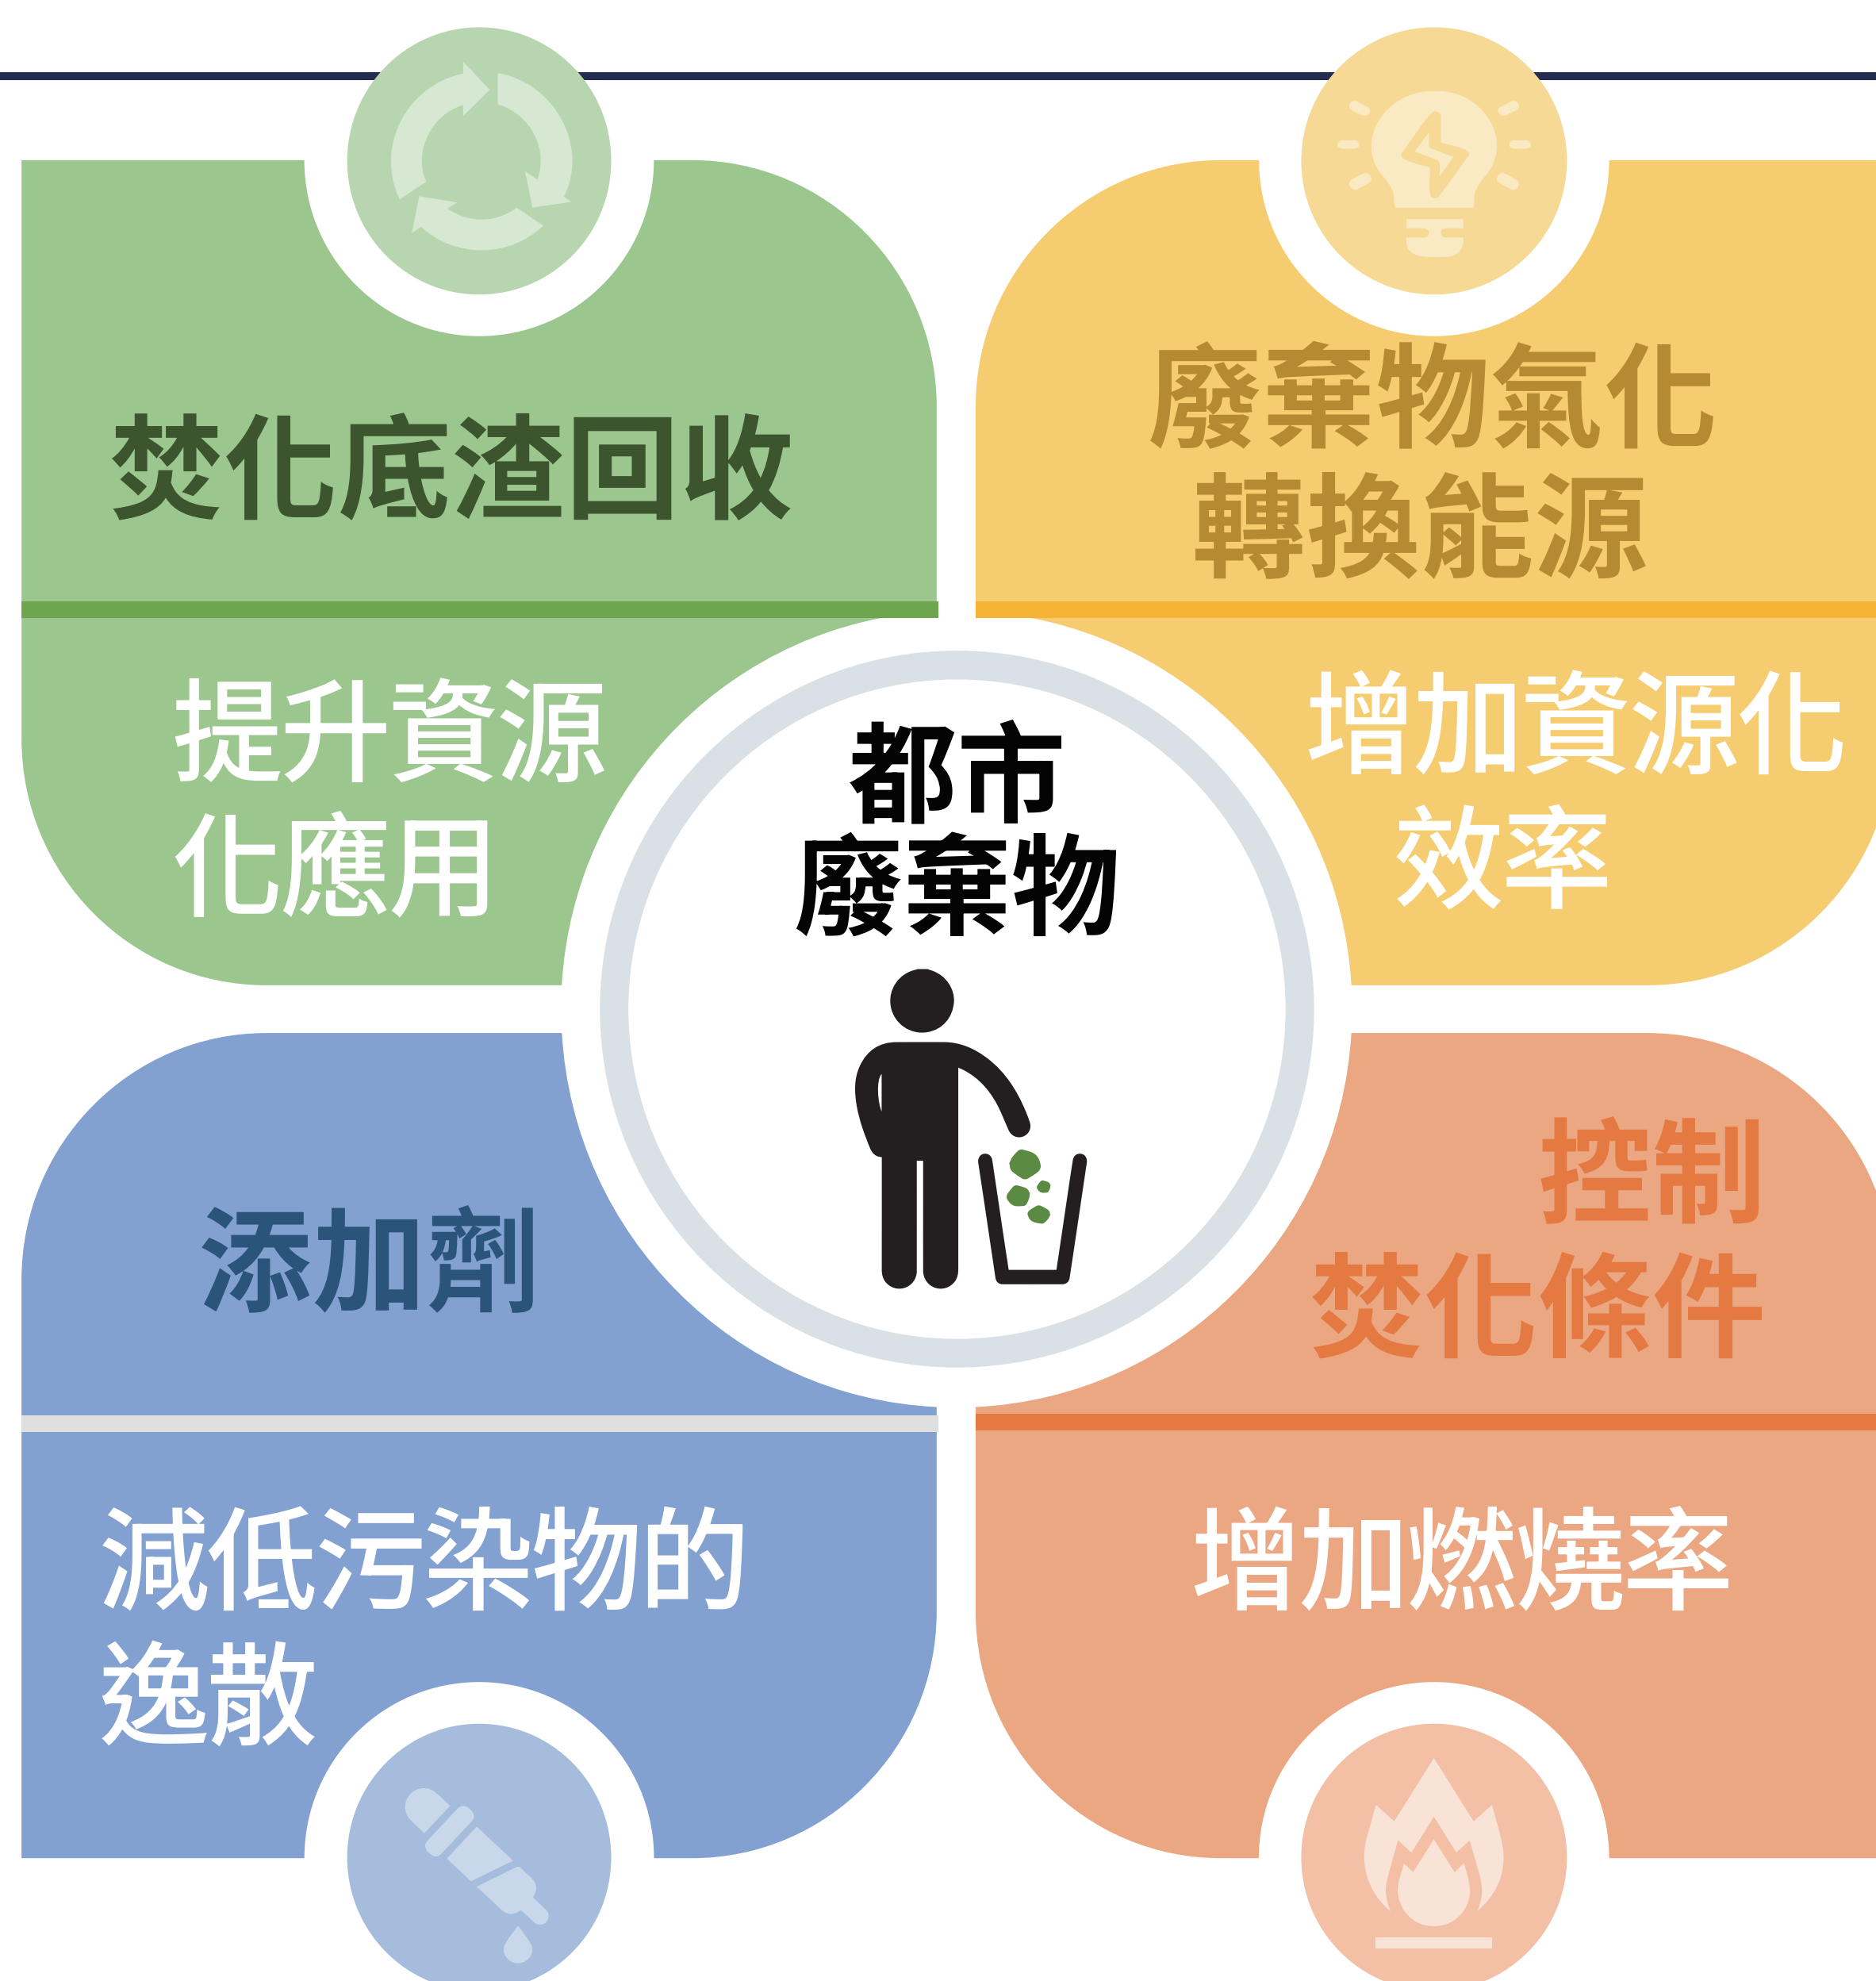 焚化底渣回收
提升資源
化應用
廢棄物氣化
轉換能源
增加資源化
效率
都市
廢棄物
添加劑
減低污染物的
逸散
控制
焚化條件
增加燃燒率